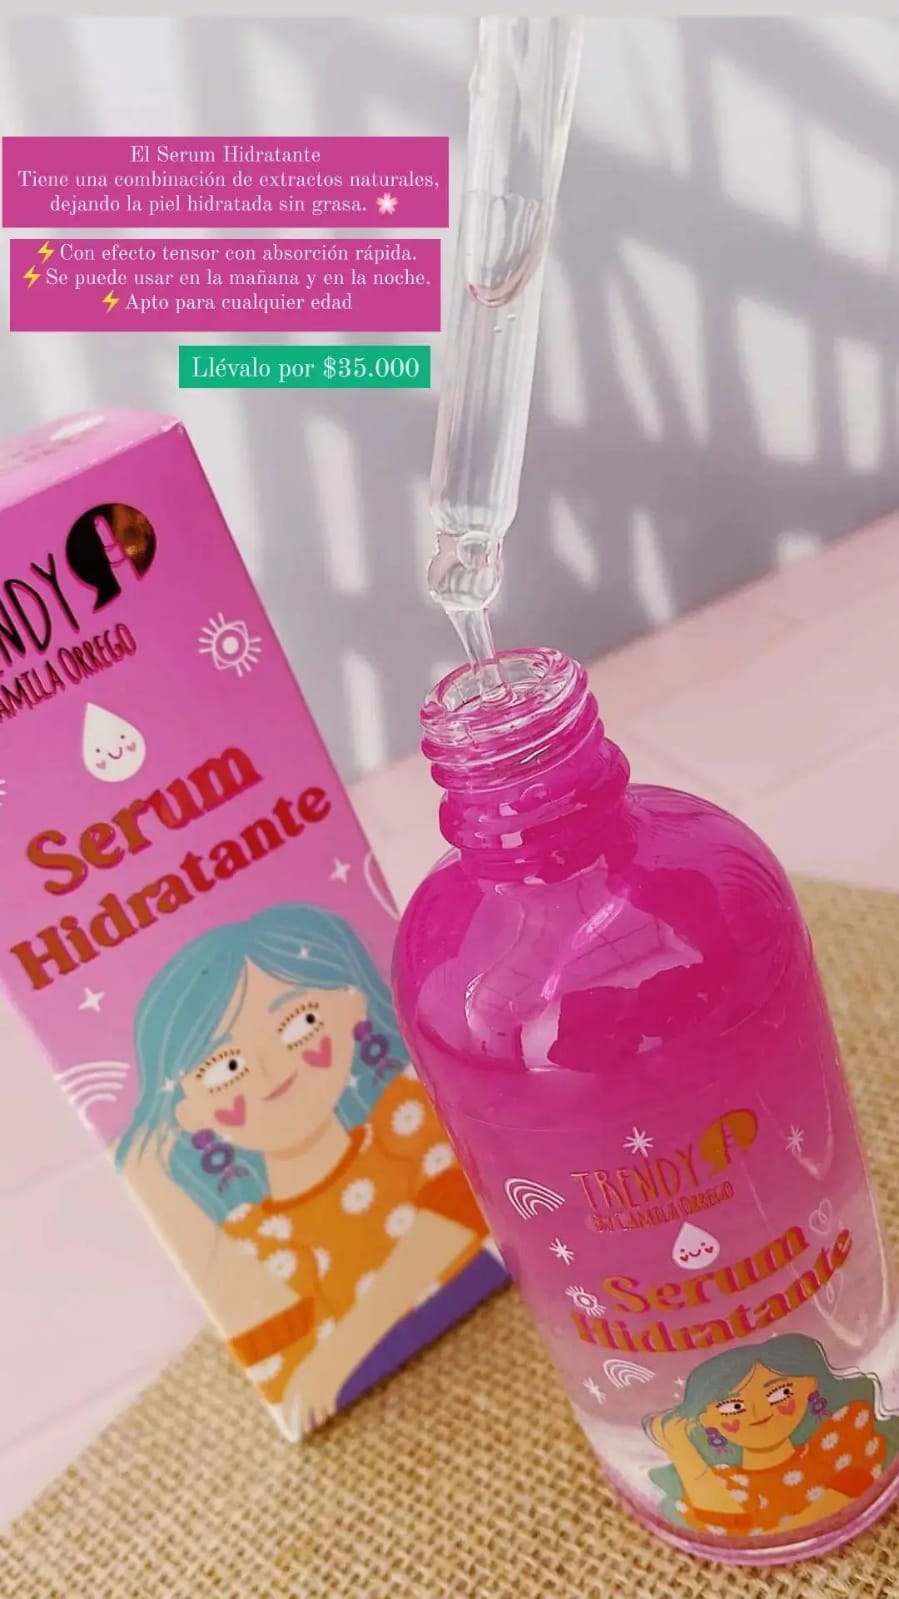 El Serum Hidratante
Tiene una combinación de extractos naturales,
dejando la piel hidratada sin grasa. 🌸
⚡Con efecto tensor con absorción rápida.
⚡Se puede usar en la mañana y en la noche.
⚡Apto para cualquier edad
Llévalo por $35.000
NDY
CAMILA ORREGO
Serum
Hidratante
TRENDY
BY CAMILA ORREGO
Serum
Hidratante